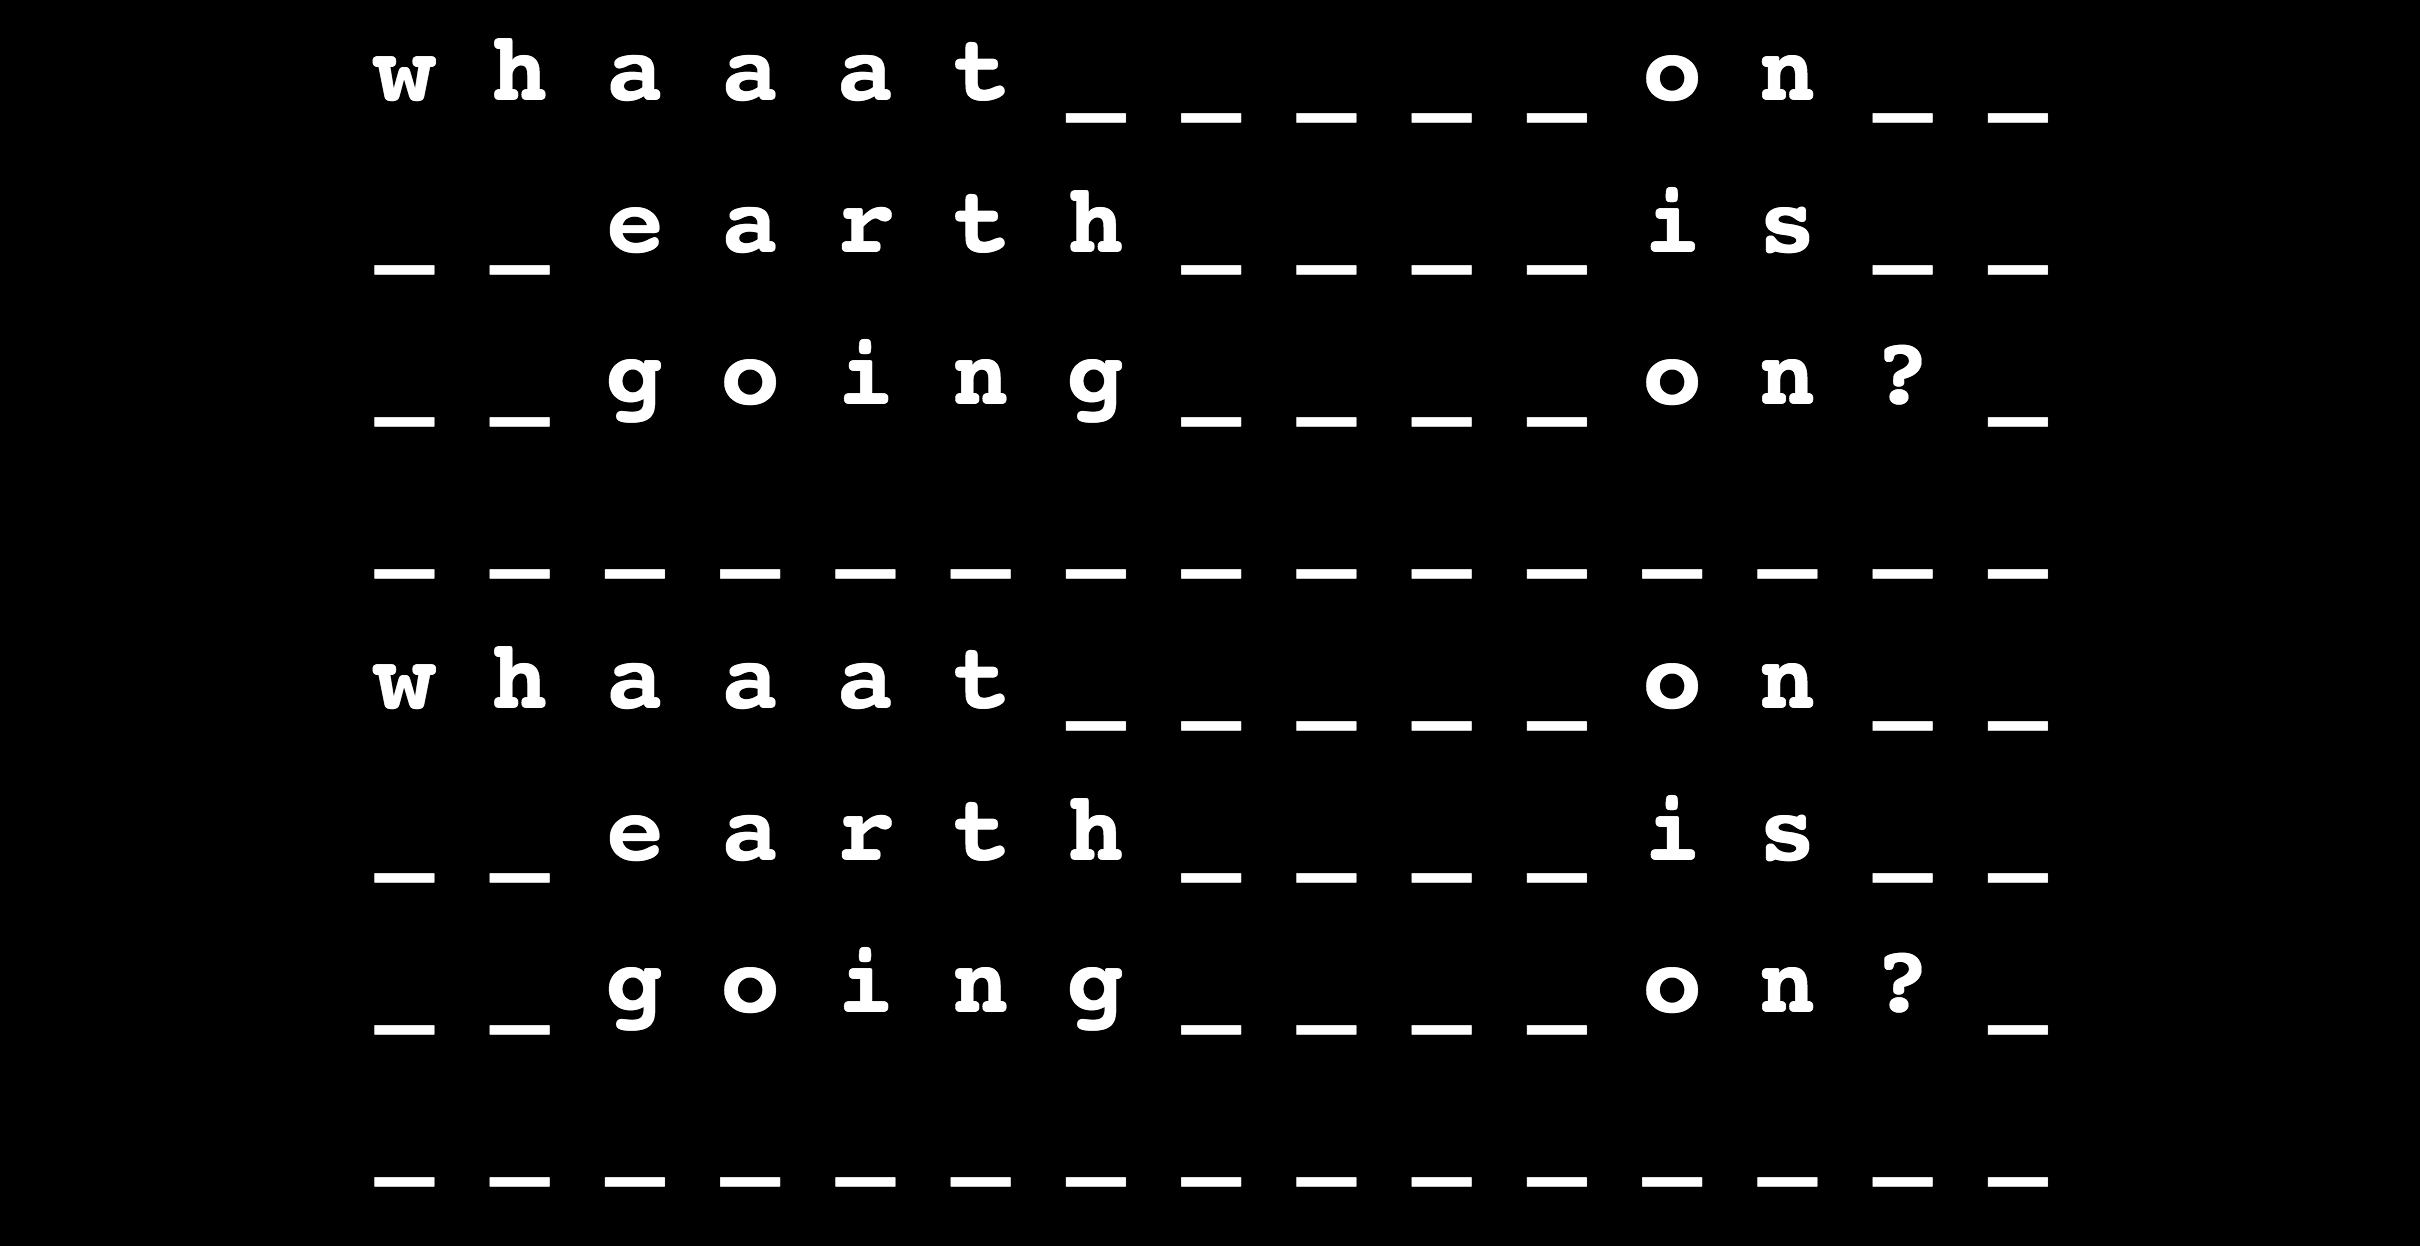 w h a a a t _ _ _ _ _ o n _ _
_ _ e a r t h _ _ _ _ i s _ _
_ _ g o i n g _ _ _ _ o n ? _
_ _ _ _ _ _ _ _ _ _ _ _ _ _ _
w h a a a t _ _ _ _ _ o n _ _
_ _ e a r t h _ _ _ _ i s _ _
_ _ g o i n g _ _ _ _ o n ? _
_ _ _ _ _ _ _ _ _ _ _ _ _ _ _